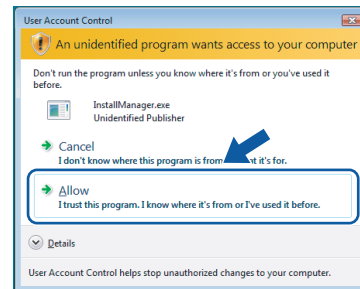 User Account Control
An unidentified program wants access to your computer
Don't run the program unless you know where it's from or you've used it
before.
InstallManager.exe
Unidentified Publisher
Cancel
I don't know where this program is from it's for.
Allow
I trust this program. I know where it's from or I've used it before.
Details
User Account Control helps stop unauthorized changes to your computer.